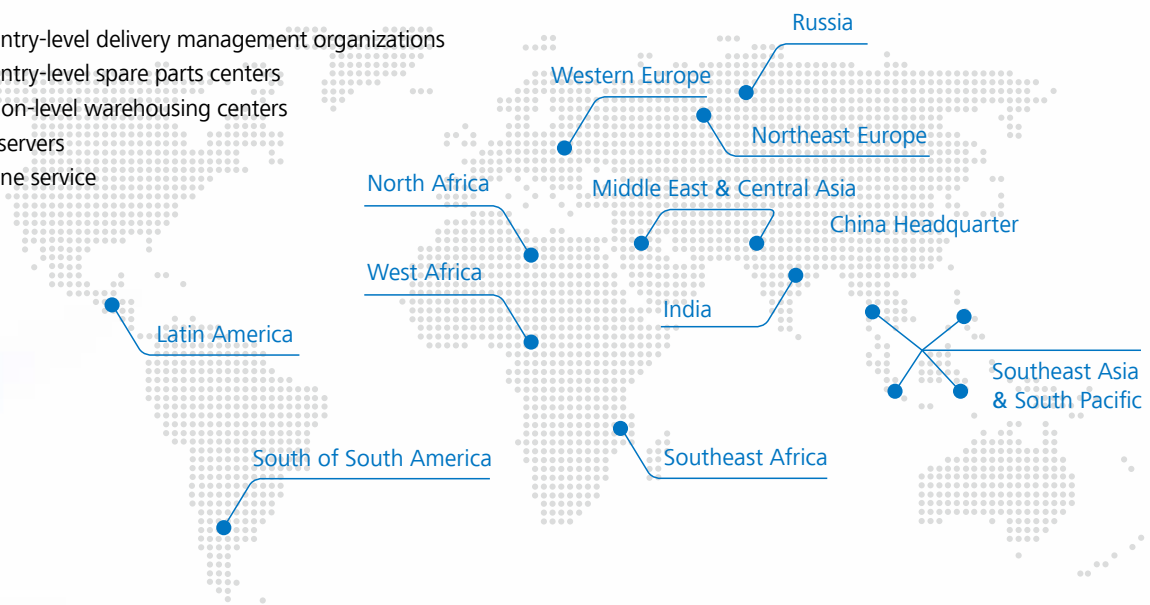 ntry-level delivery management organizations
ntry-level spare parts centers
on-level warehousing centers
servers
ne service
Russia
Western Europe
Northeast Europe
North Africa
Middle East & Central Asia
China Headquarter
West Africa
India
Latin America
Southeast Asia
& South Pacific
South of South America
Southeast Africa